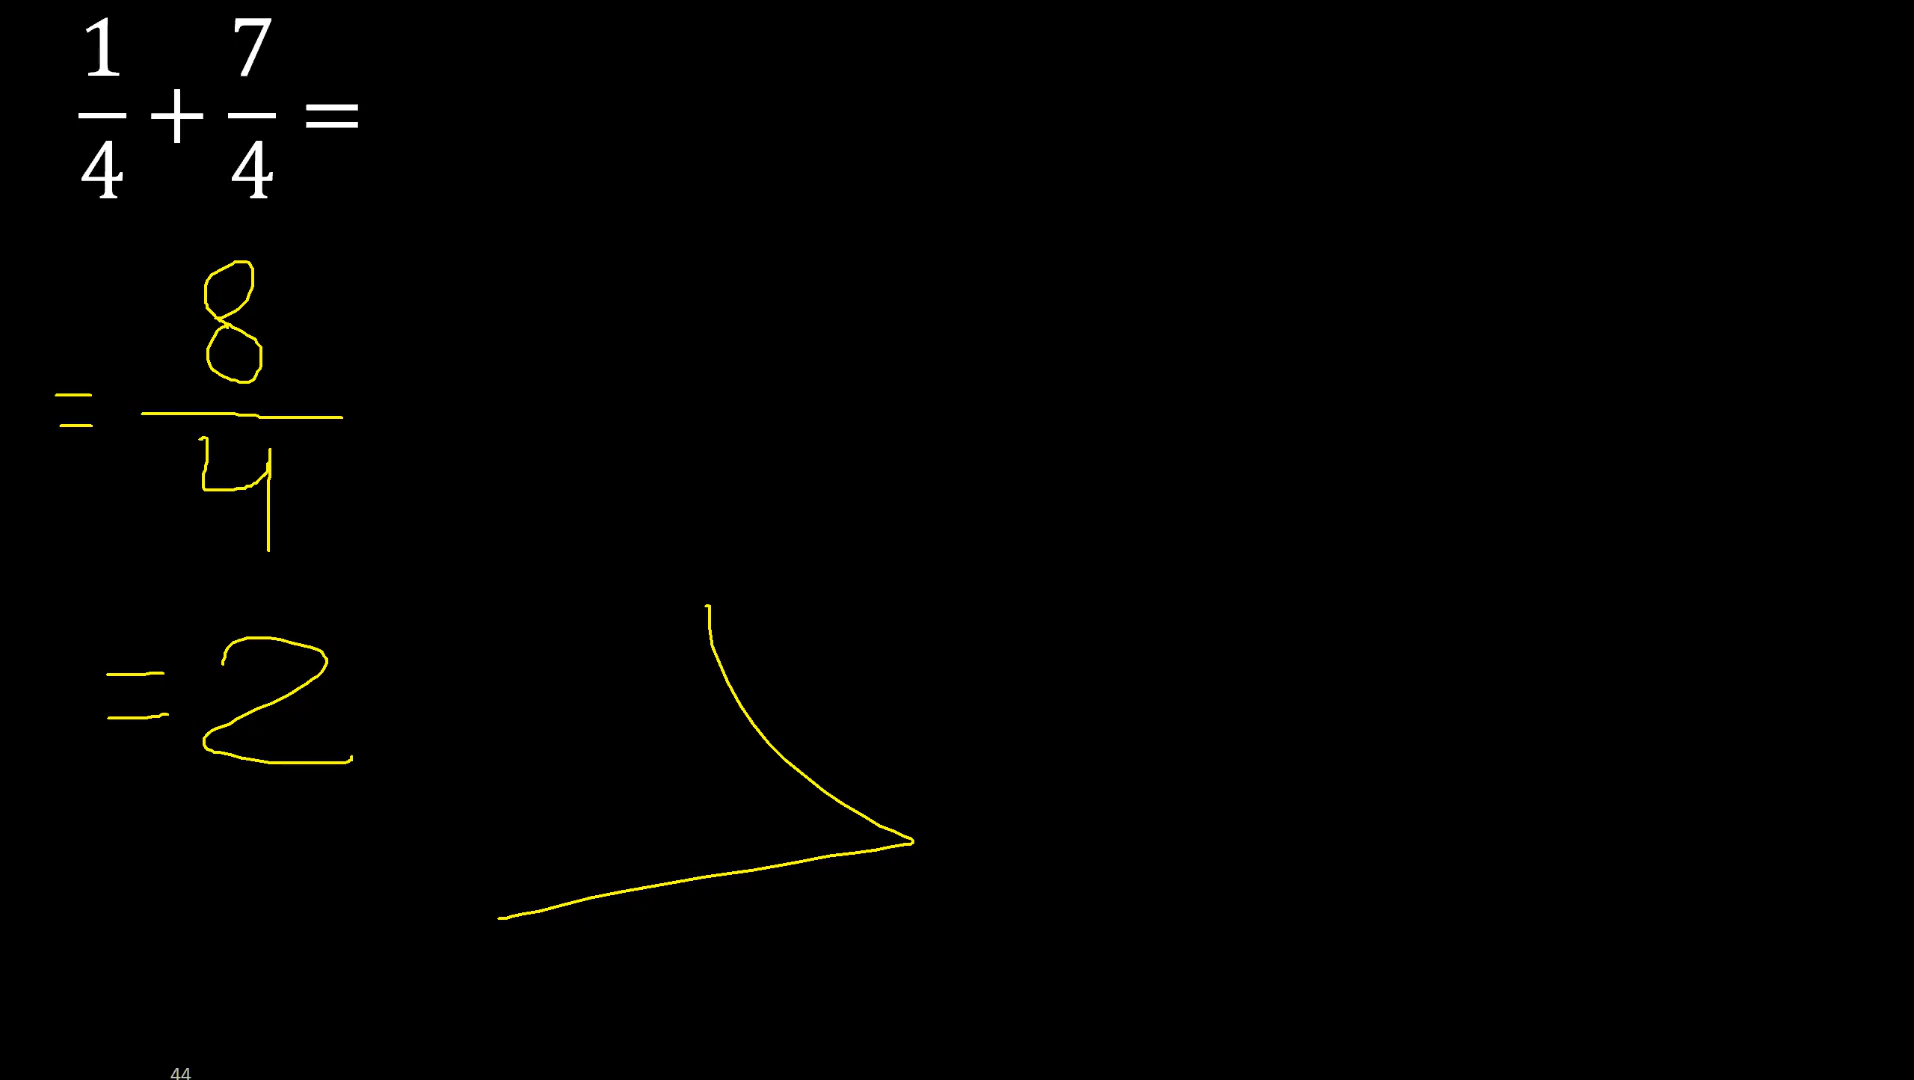 1/4 + 7/4 =
= 8/4
= 2
44